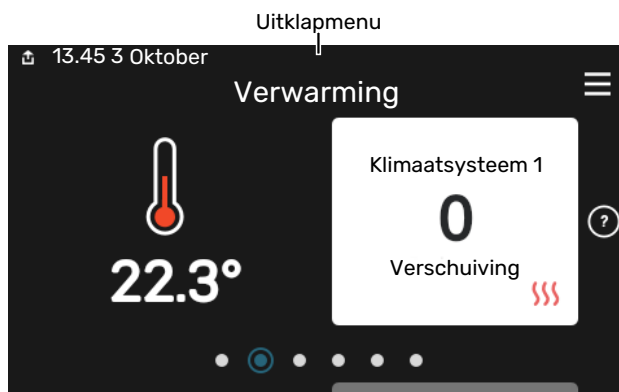 Uitklapmenu
13.45 3 Oktober
Verwarming
Klimaatsysteem 1
0
Verschuiving
22.3°
?